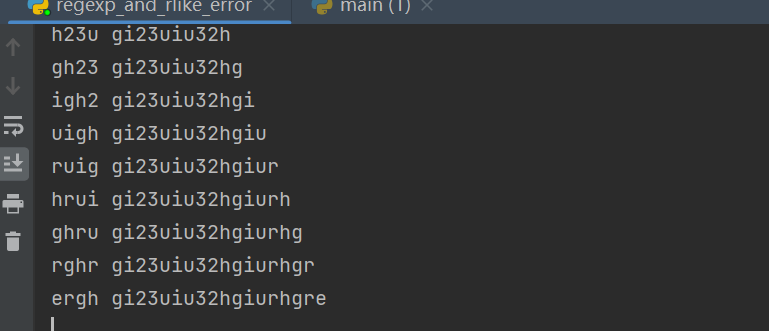 regexp_and_rlike_error
main (1)
h23u gi23uiu32h
gh23 gi23uiu32hg
igh2 gi23uiu32hgi
uigh gi23uiu32hgiu
ruig gi23uiu32hgiur
hrui gi23uiu32hgiurh
ghru gi23uiu32hgiurhg
rghr gi23uiu32hgiurhgr
ergh gi23uiu32hgiurhgre